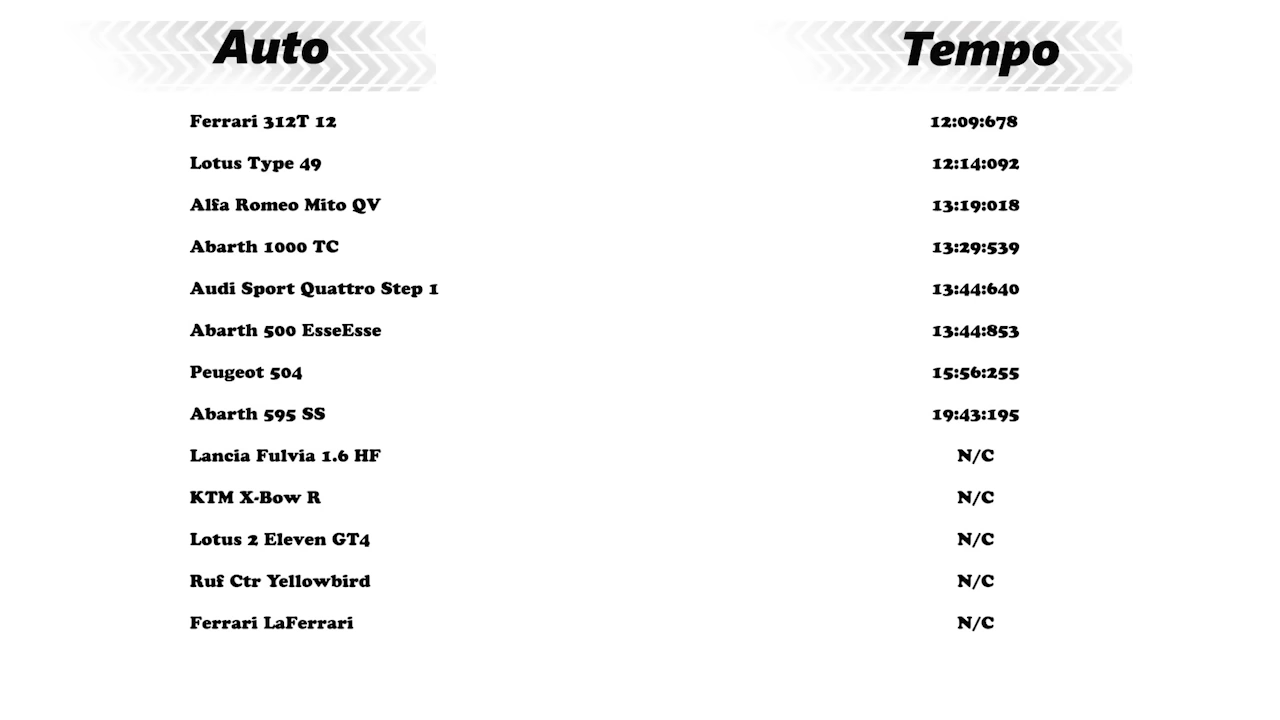 Auto Tempo
Ferrari 312T 12 12:09:678
Lotus Type 49 12:14:092
Alfa Romeo Mito QV 13:19:018
Abarth 1000 TC 13:29:539
Audi Sport Quattro Step 1 13:44:640
Abarth 500 EsseEsse 13:44:853
Peugeot 504 15:56:255
Abarth 595 SS 19:43:195
Lancia Fulvia 1.6 HF N/C
KTM X-Bow R N/C
Lotus 2 Eleven GT4 N/C
Ruf Ctr Yellowbird N/C
Ferrari LaFerrari N/C